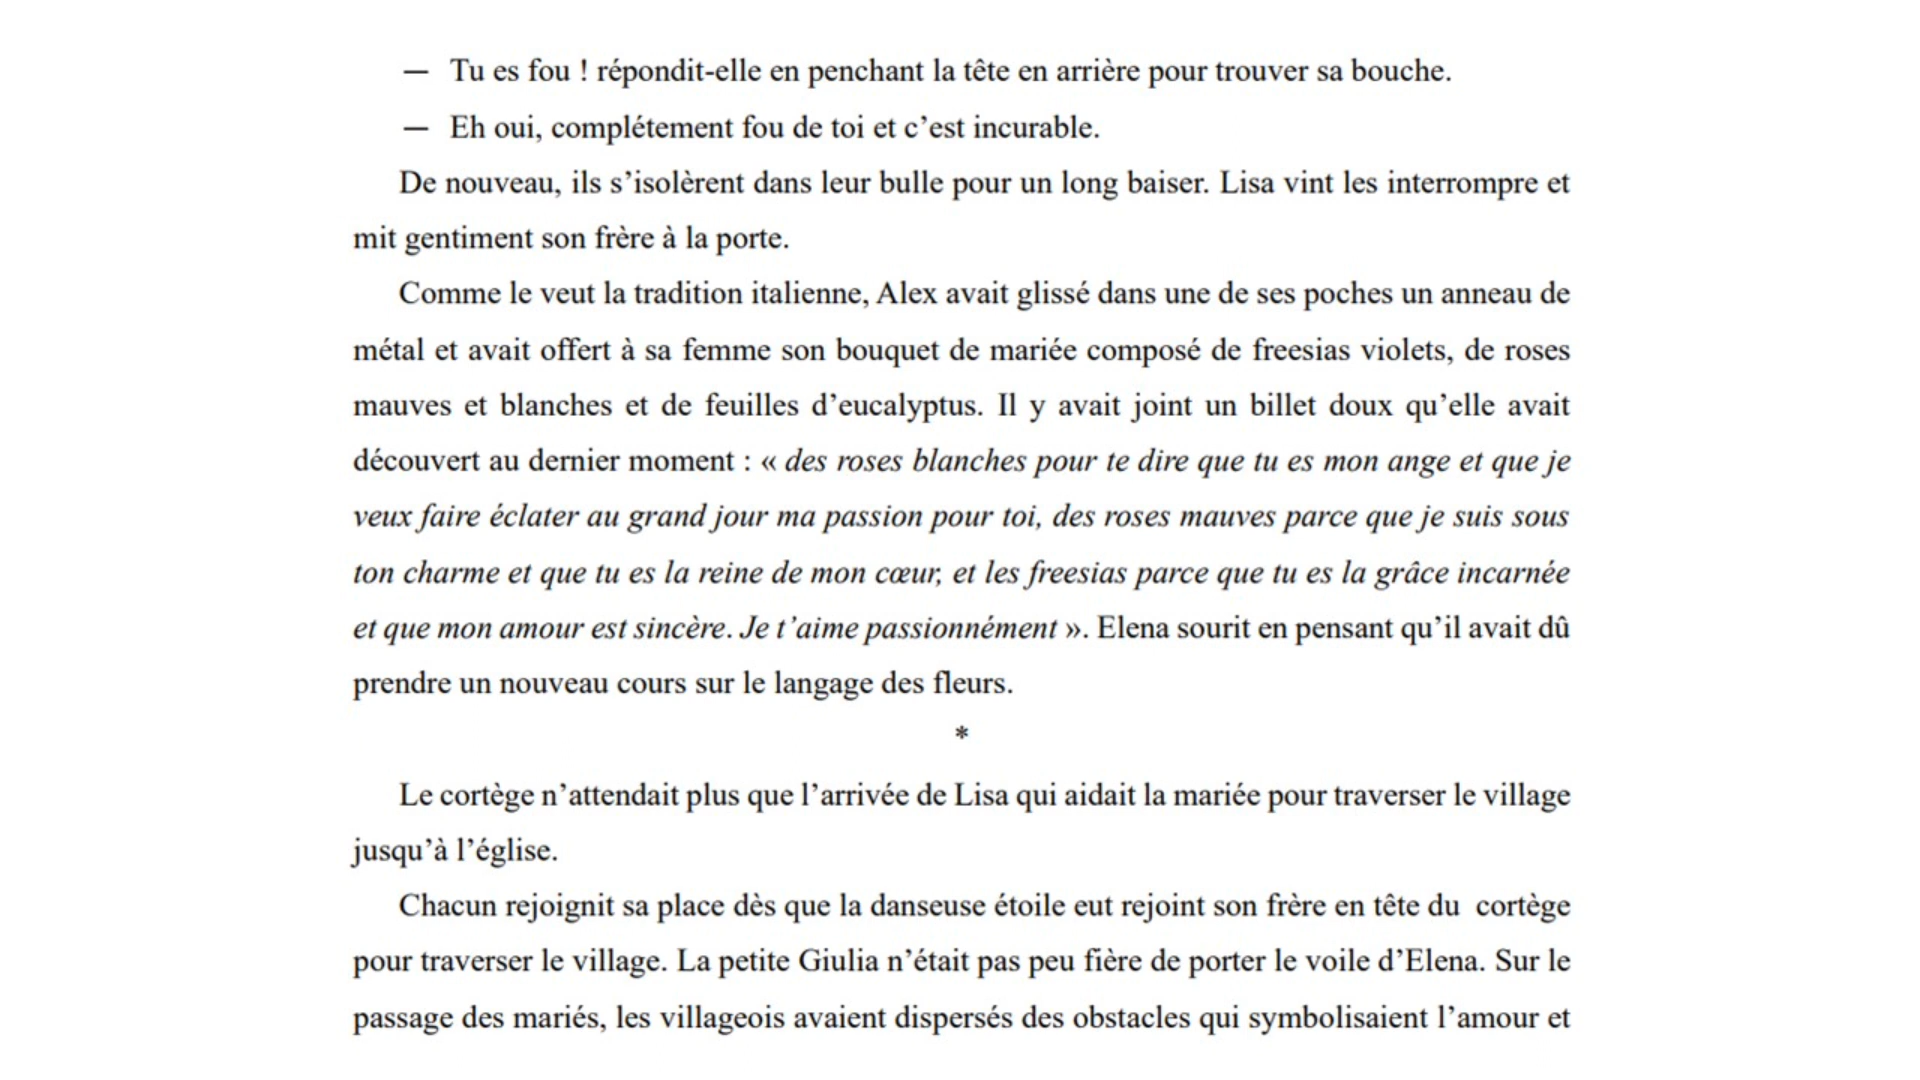 — Tu es fou ! répondit-elle en penchant la tête en arrière pour trouver sa bouche.
— Eh oui, complétement fou de toi et c’est incurable.
De nouveau, ils s’isolèrent dans leur bulle pour un long baiser. Lisa vint les interrompre et
mit gentiment son frère à la porte.
Comme le veut la tradition italienne, Alex avait glissé dans une de ses poches un anneau de
métal et avait offert à sa femme son bouquet de mariée composé de freesias violets, de roses
mauves et blanches et de feuilles d’eucalyptus. Il y avait joint un billet doux qu’elle avait
découvert au dernier moment : « des roses blanches pour te dire que tu es mon ange et que je
veux faire éclater au grand jour ma passion pour toi, des roses mauves parce que je suis sous
ton charme et que tu es la reine de mon cœur, et les freesias parce que tu es la grâce incarnée
et que mon amour est sincère. Je t’aime passionnément ». Elena sourit en pensant qu’il avait dû
prendre un nouveau cours sur le langage des fleurs.
*
Le cortège n’attendait plus que l’arrivée de Lisa qui aidait la mariée pour traverser le village
jusqu’à l’église.
Chacun rejoignit sa place dès que la danseuse étoile eut rejoint son frère en tête du  cortège
pour traverser le village. La petite Giulia n’était pas peu fière de porter le voile d’Elena. Sur le
passage des mariés, les villageois avaient dispersés des obstacles qui symbolisaient l’amour et